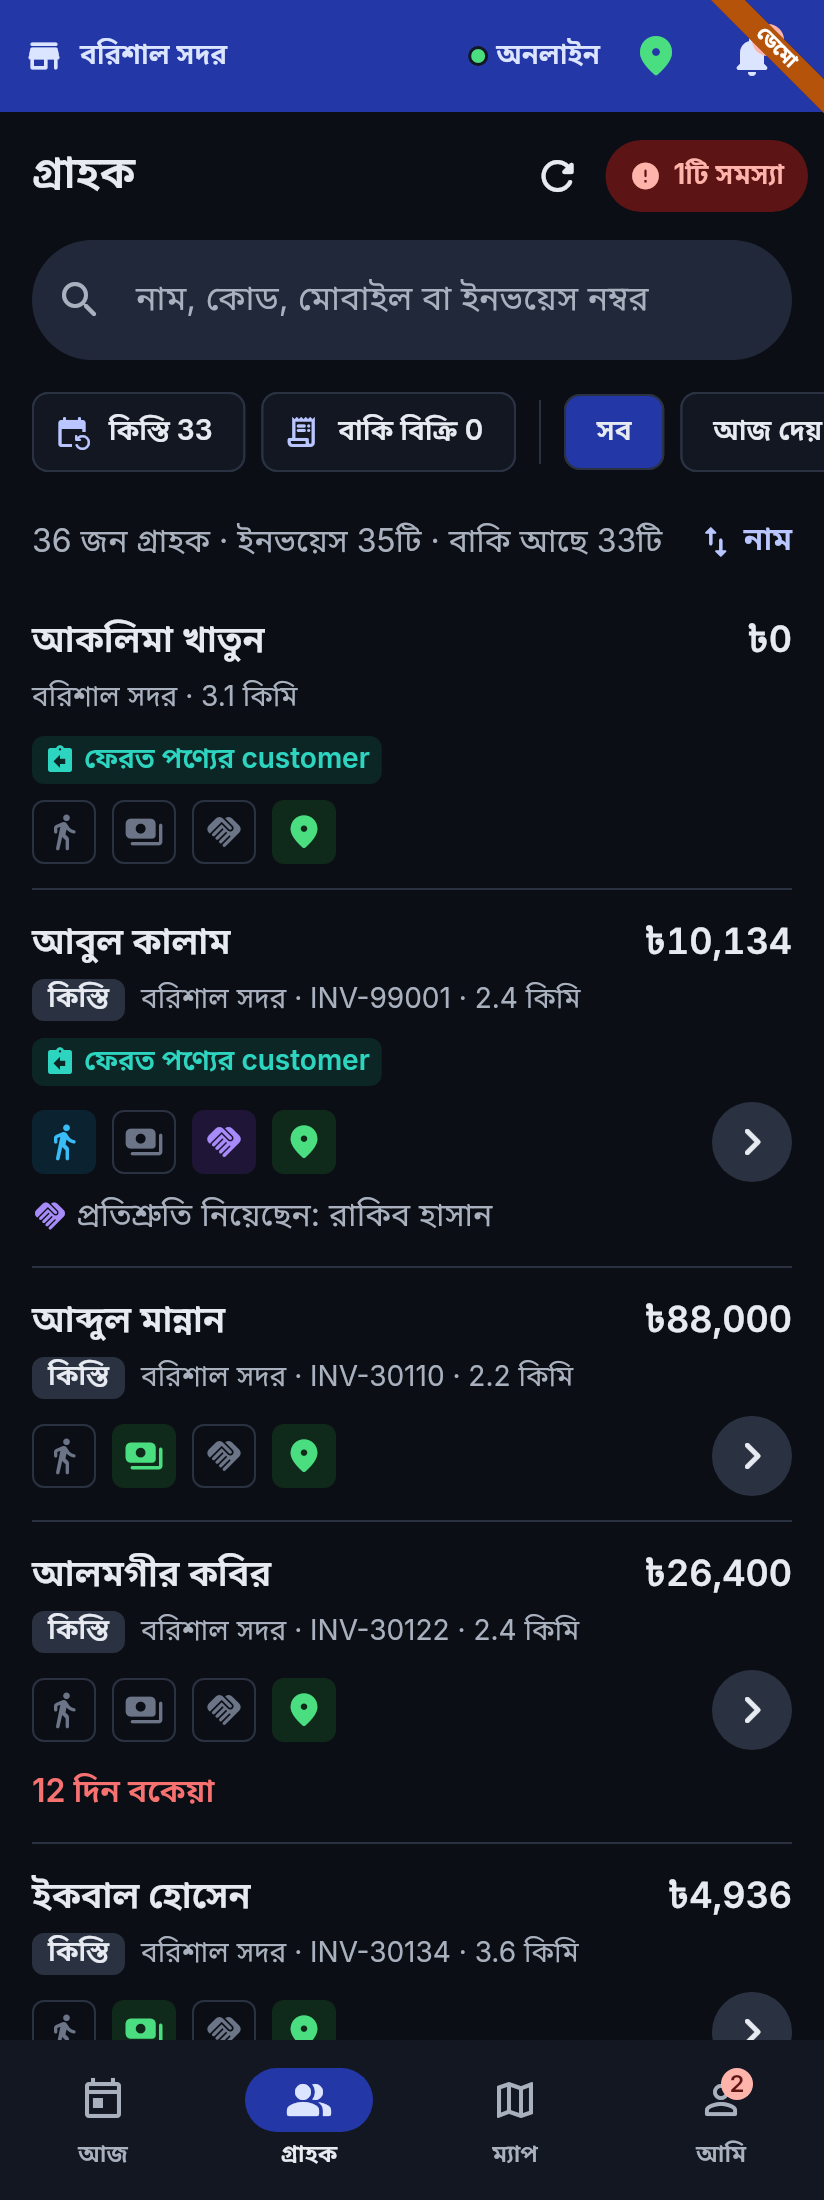 বরিশাল সদর
অনলাইন
ডেমো
গ্রাহক
1টি সমস্যা
নাম, কোড, মোবাইল বা ইনভয়েস নম্বর
কিস্তি 33
বাকি বিক্রি 0
সব
আজ দেয়
36 জন গ্রাহক · ইনভয়েস 35টি · বাকি আছে 33টি
নাম
আকলিমা খাতুন
৳0
বরিশাল সদর · 3.1 কিমি
ফেরত পণ্যের customer
আবুল কালাম
৳10,134
কিস্তি
বরিশাল সদর · INV-99001 · 2.4 কিমি
ফেরত পণ্যের customer
প্রতিশ্রুতি নিয়েছেন: রাকিব হাসান
আব্দুল মান্নান
৳88,000
কিস্তি
বরিশাল সদর · INV-30110 · 2.2 কিমি
আলমগীর কবির
৳26,400
কিস্তি
বরিশাল সদর · INV-30122 · 2.4 কিমি
12 দিন বকেয়া
ইকবাল হোসেন
৳4,936
কিস্তি
বরিশাল সদর · INV-30134 · 3.6 কিমি
আজ
গ্রাহক
ম্যাপ
2
আমি